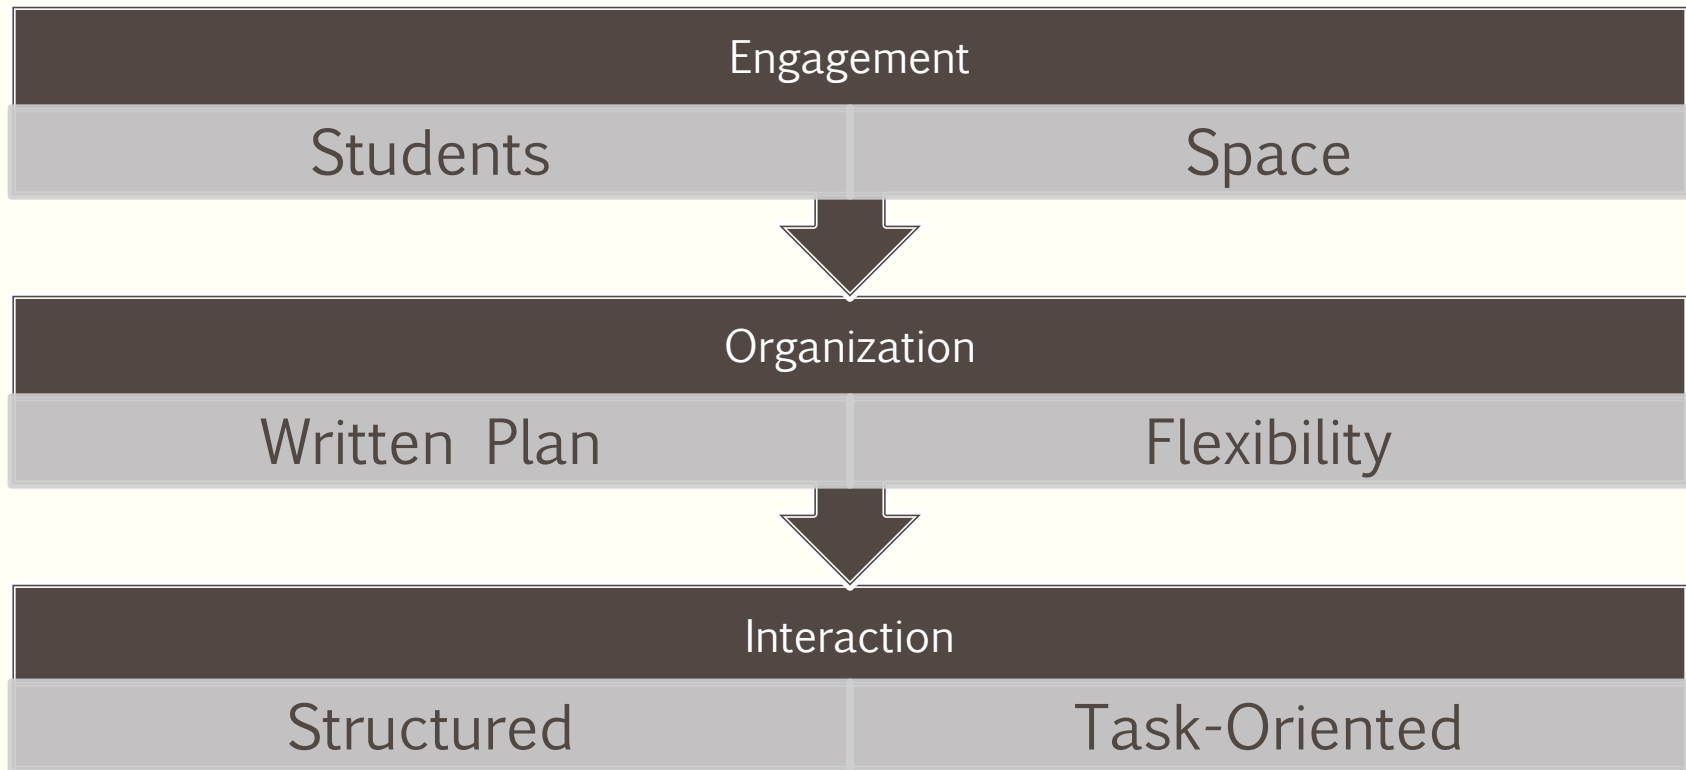 Engagement
Students Space
Organization
Written Plan Flexibility
Interaction
Structured Task-Oriented